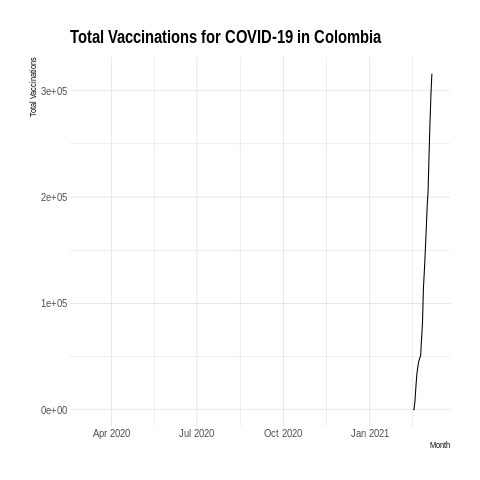 Total Vaccinations for COVID-19 in Colombia
Total Vaccinations
3e+05
2e+05
1e+05
0e+00
Apr 2020
Jul 2020
Oct 2020
Jan 2021
Month